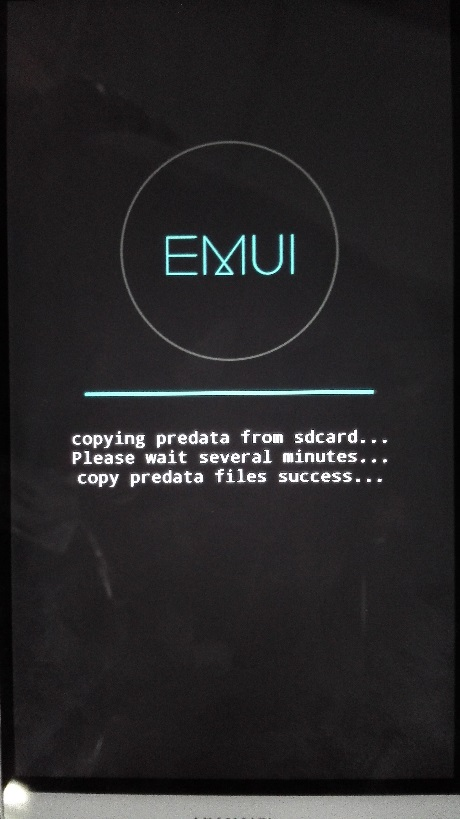 EMUI
copying predata from sdcard...
Please wait several minutes...
copy predata files success...